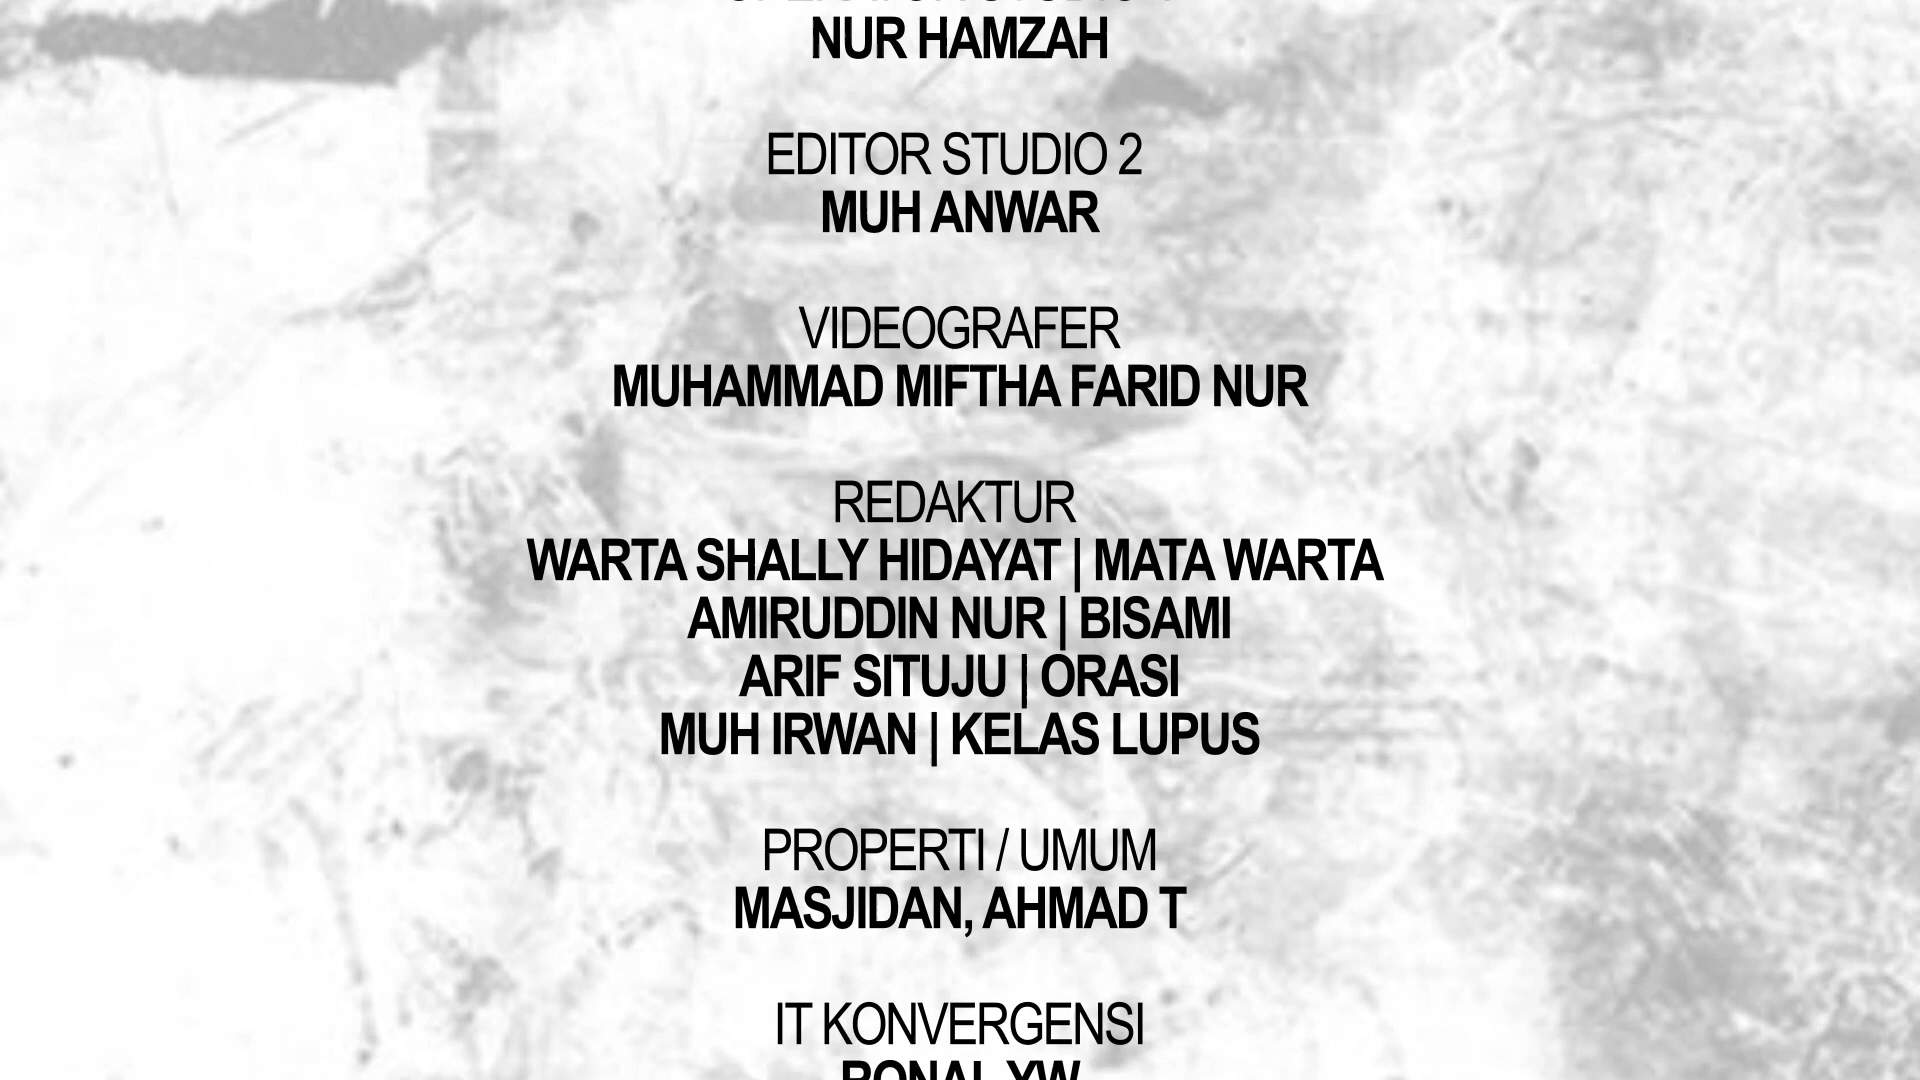 NUR HAMZAH
EDITOR STUDIO 2
MUH ANWAR
VIDEOGRAFER
MUHAMMAD MIFTHA FARID NUR
REDAKTUR
WARTA SHALLY HIDAYAT | MATA WARTA
AMIRUDDIN NUR | BISAMI
ARIF SITUJU | ORASI
MUH IRWAN | KELAS LUPUS
PROPERTI / UMUM
MASJIDAN, AHMAD T
IT KONVERGENSI